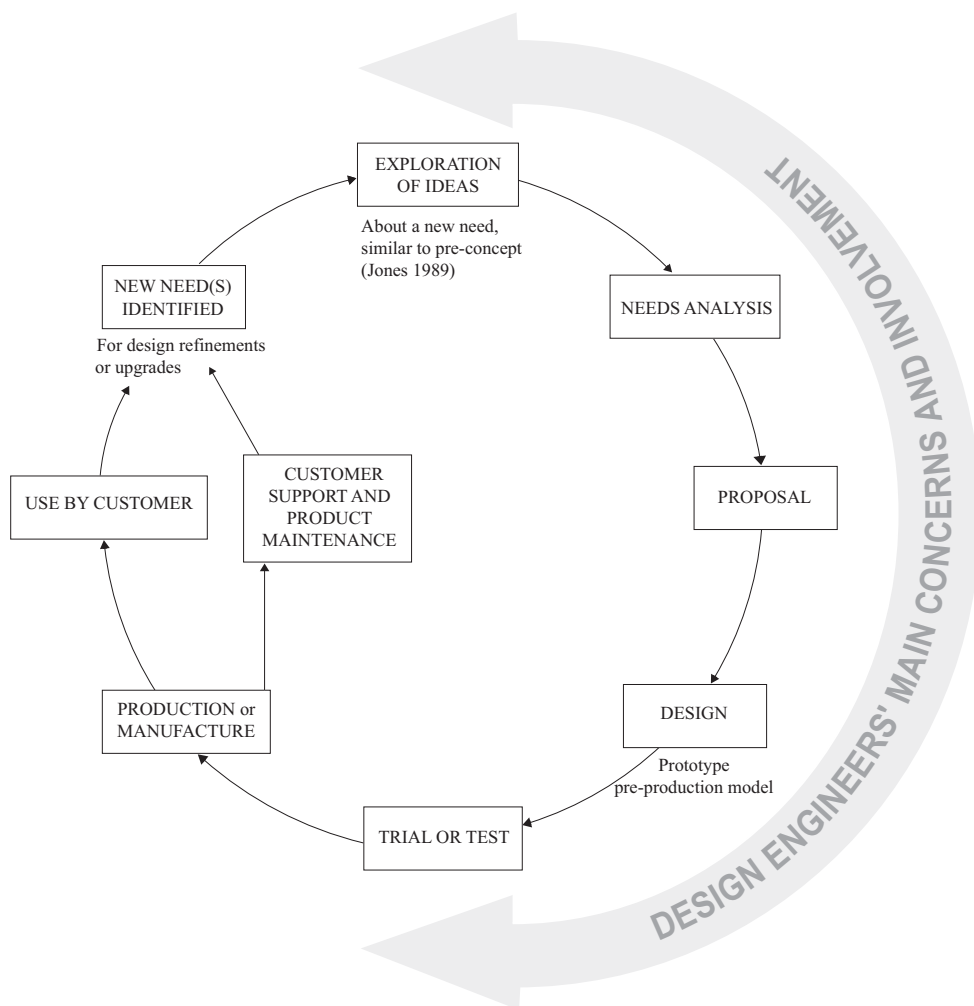 EXPLORATION
OF IDEAS
About a new need,
similar to pre-concept
(Jones 1989)
NEEDS ANALYSIS
PROPOSAL
DESIGN
Prototype
pre-production model
TRIAL OR TEST
PRODUCTION or
MANUFACTURE
USE BY CUSTOMER
CUSTOMER
SUPPORT AND
PRODUCT
MAINTENANCE
NEW NEED(S)
IDENTIFIED
For design refinements
or upgrades
DESIGN ENGINEERS' MAIN CONCERNS AND INVOLVEMENT